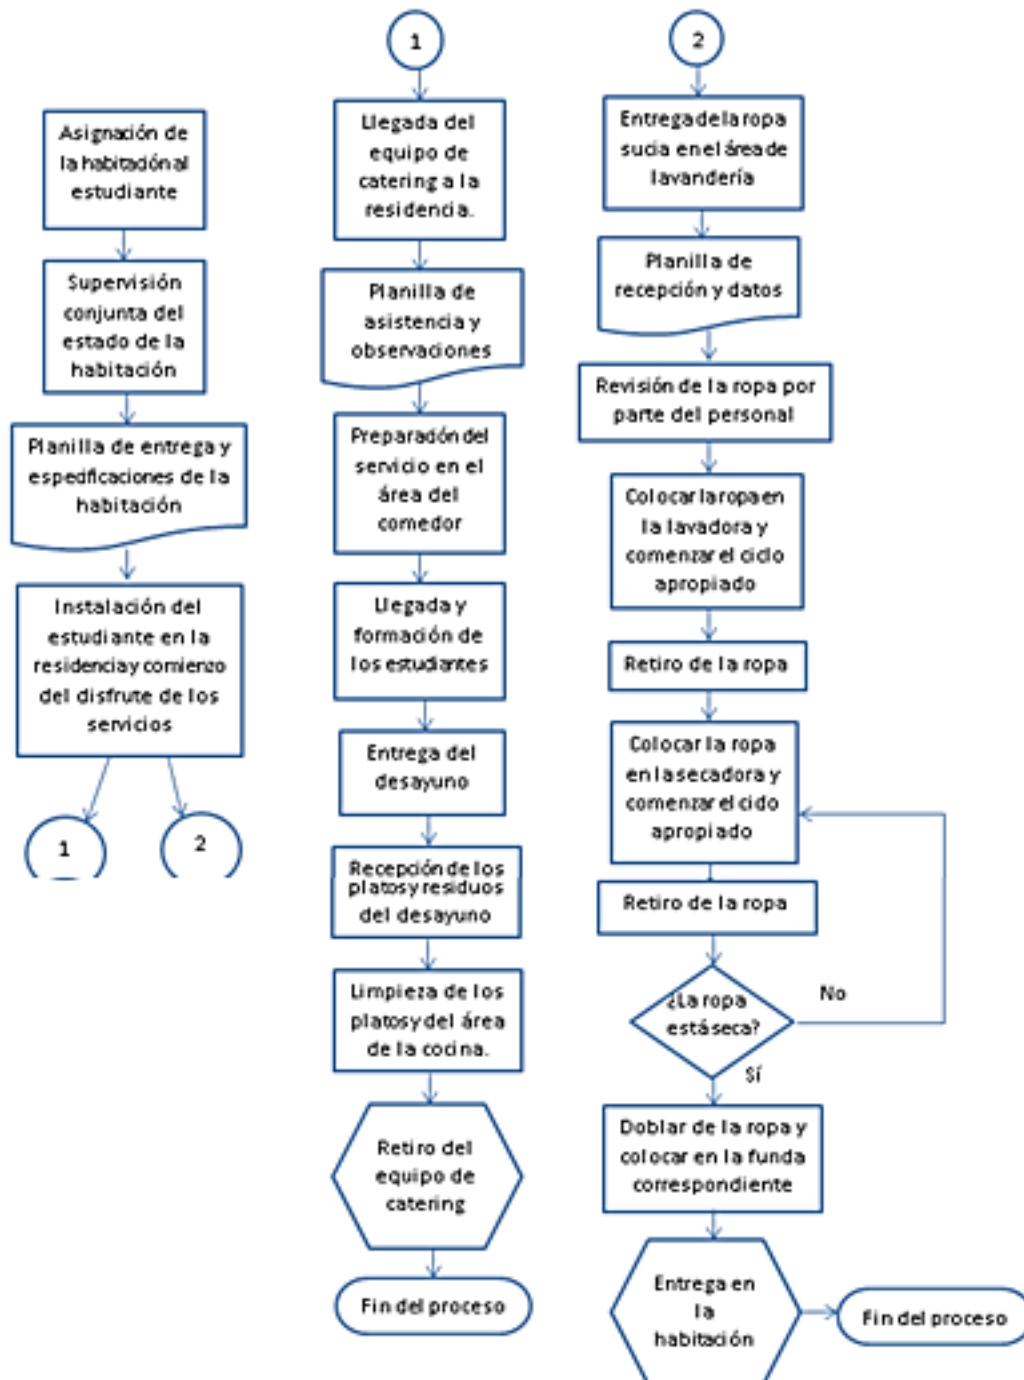 Asignación de
la habitación al
estudiante
Supervisión
conjunta del
estado de la
habitación
Planilla de entrega y
especificaciones de la
habitación
Instalación del
estudiante en la
residencia y comienzo
del disfrute de los
servicios
1
2
1
Llegada del
equipo de
catering a la
residencia.
Planilla de
asistencia y
observaciones
Preparación del
servicio en el
área del
comedor
Llegada y
formación de
los estudiantes
Entrega del
desayuno
Recepción de los
platos y residuos
del desayuno
Limpieza de los
platos y del área
de la cocina.
Retiro del
equipo de
catering
Fin del proceso
2
Entrega de la ropa
sucia en el área de
lavandería
Planilla de
recepción y datos
Revisión de la ropa por
parte del personal
Colocar la ropa en
la lavadora y
comenzar el ciclo
apropiado
Retiro de la ropa
Colocar la ropa
en la secadora y
comenzar el ciclo
apropiado
Retiro de la ropa
¿La ropa
está seca?
No
Sí
Doblar de la ropa y
colocar en la funda
correspondiente
Entrega en
la
habitación
Fin del proceso